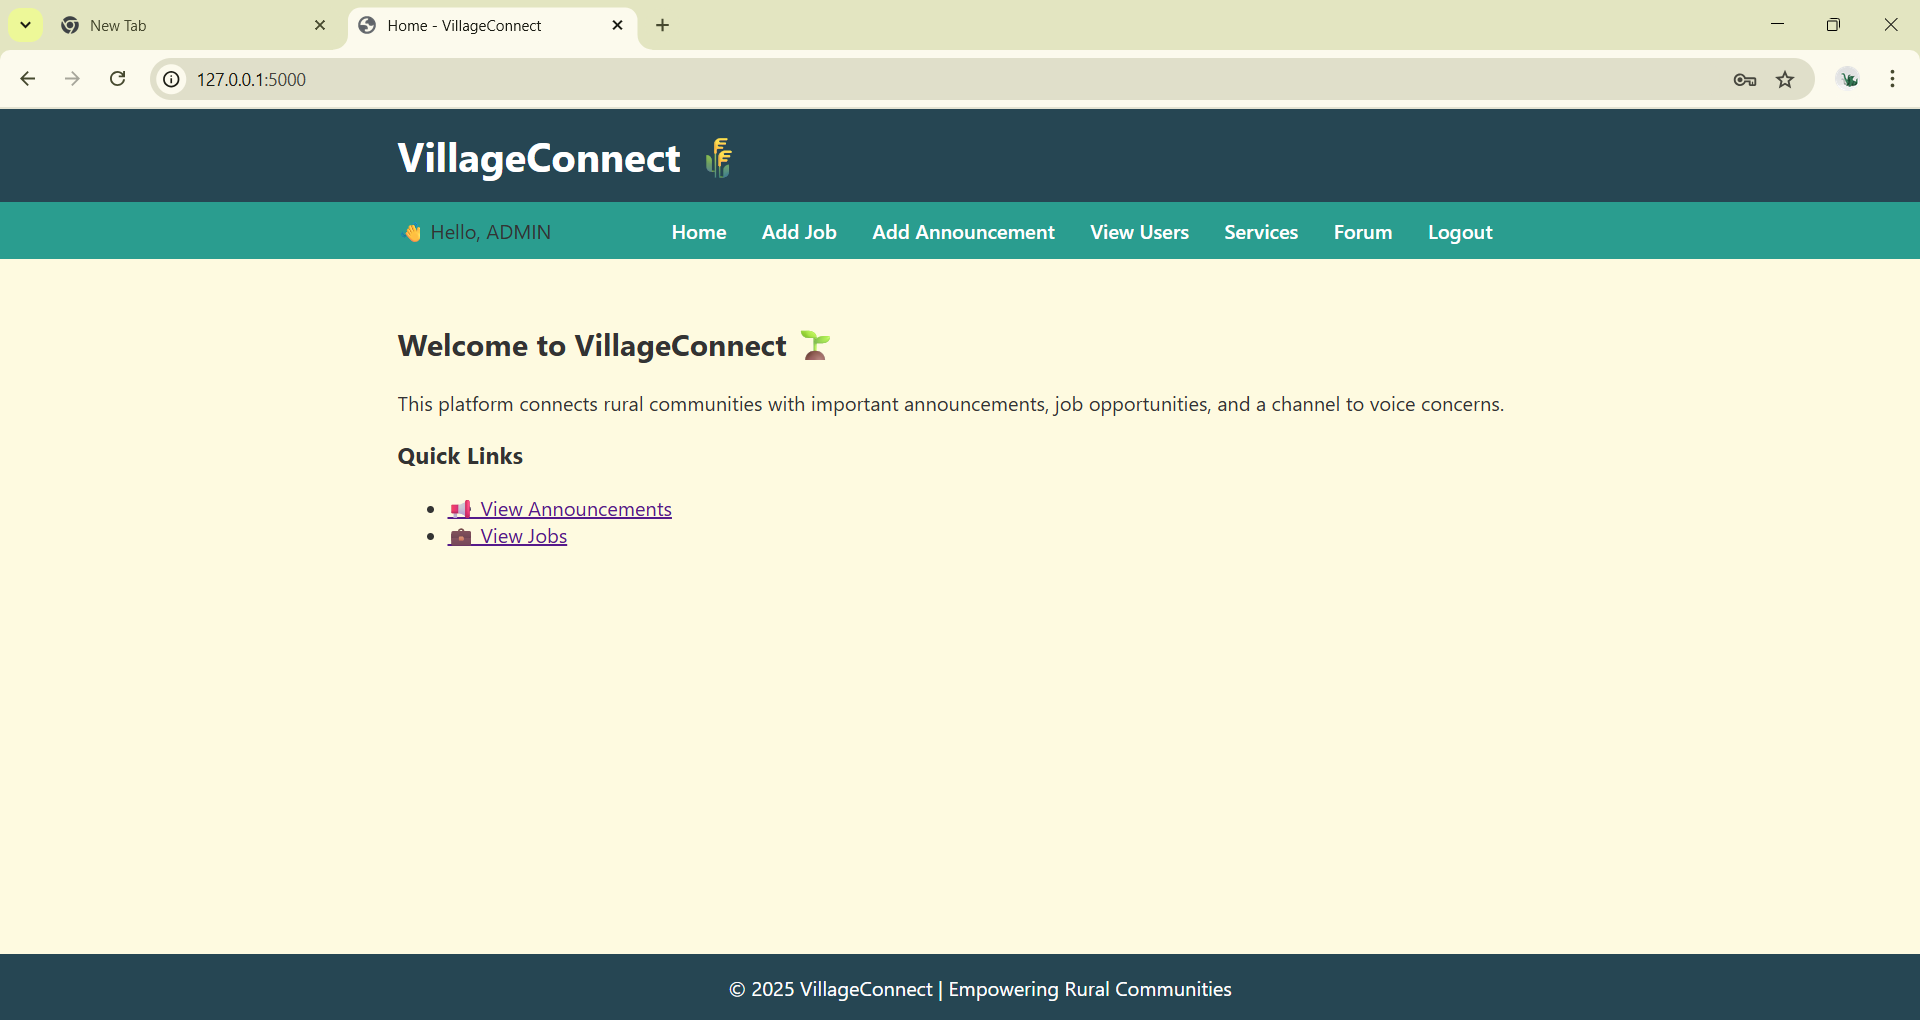 New Tab
Home - VillageConnect
127.0.0.1:5000
VillageConnect
Hello, ADMIN Home Add Job Add Announcement View Users Services Forum Logout
Welcome to VillageConnect
This platform connects rural communities with important announcements, job opportunities, and a channel to voice concerns.
Quick Links
View Announcements
View Jobs
© 2025 VillageConnect | Empowering Rural Communities